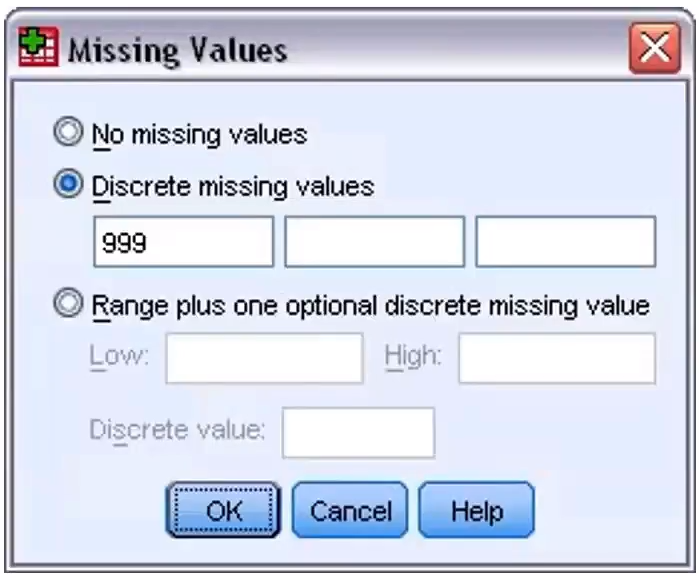 Missing Values
No missing values
Discrete missing values
999
Range plus one optional discrete missing value
Low: High:
Discrete value:
OK Cancel Help